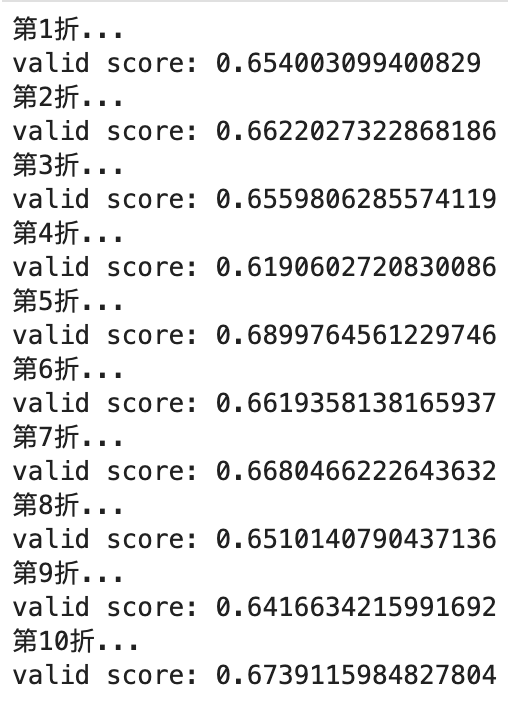 第1折...
valid score: 0.654003099400829
第2折...
valid score: 0.6622027322868186
第3折...
valid score: 0.6559806285574119
第4折...
valid score: 0.6190602720830086
第5折...
valid score: 0.6899764561229746
第6折...
valid score: 0.6619358138165937
第7折...
valid score: 0.6680466222643632
第8折...
valid score: 0.6510140790437136
第9折...
valid score: 0.6416634215991692
第10折...
valid score: 0.6739115984827804